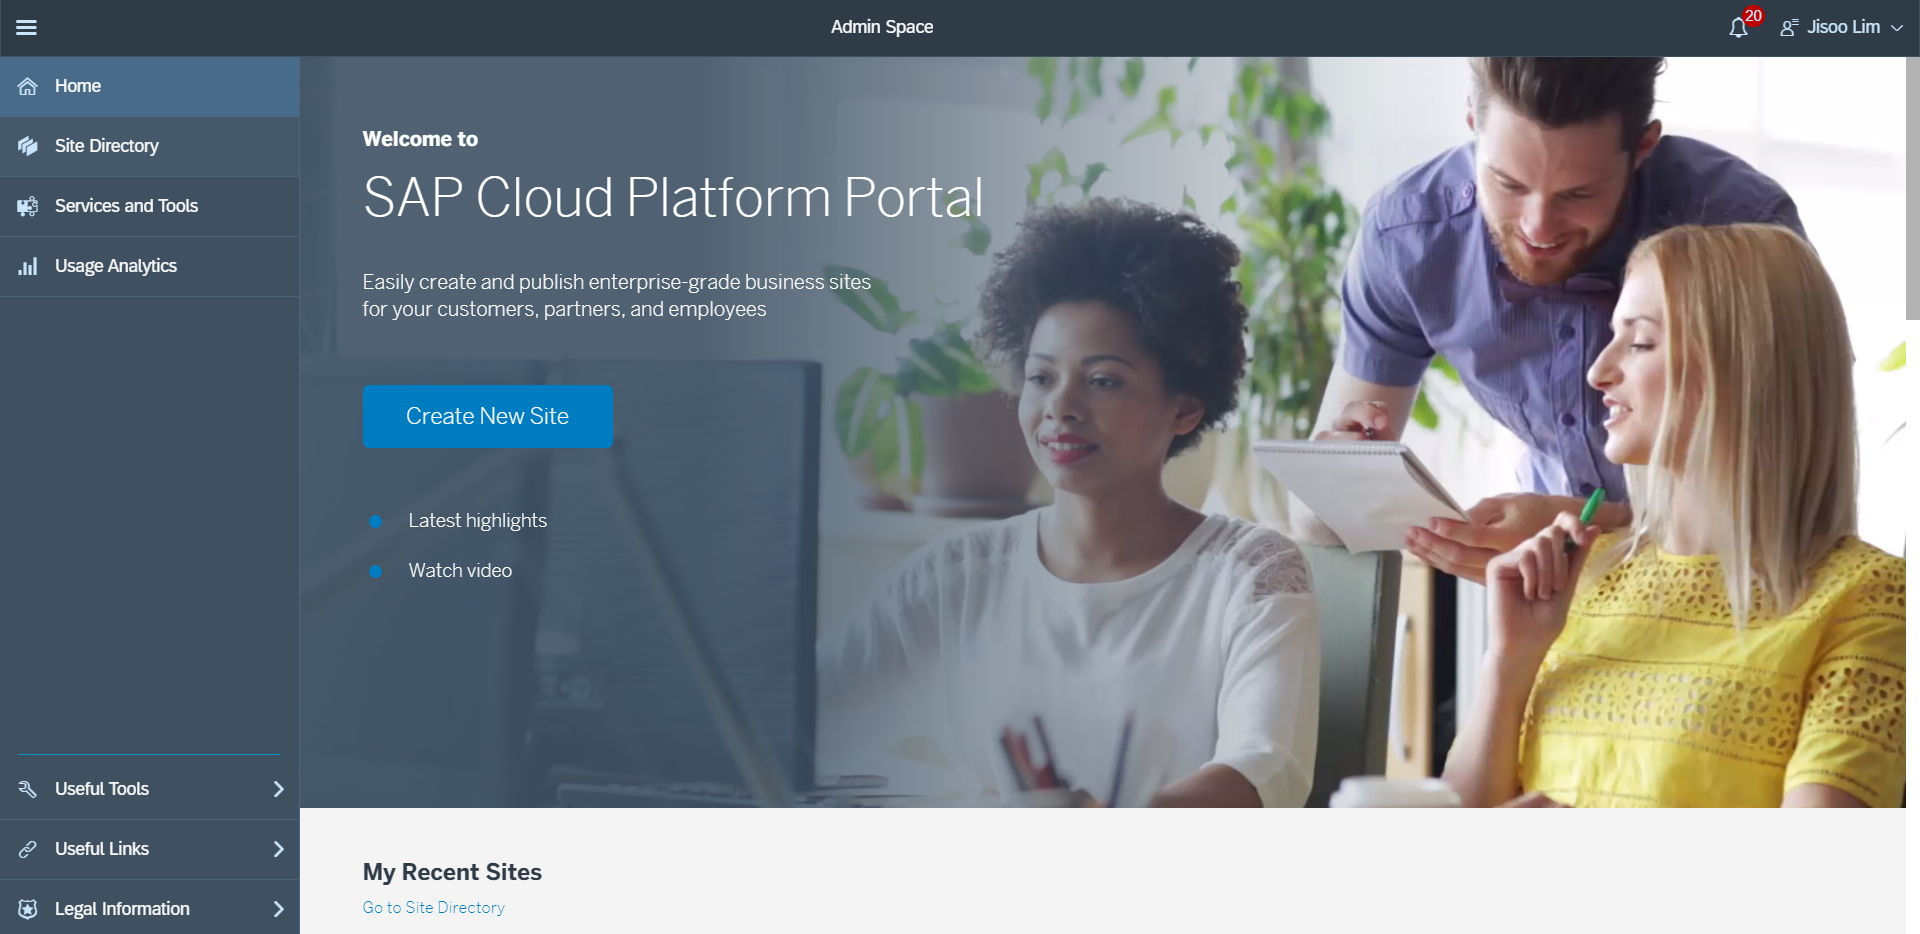 Admin Space
20
Jisoo Lim
Home
Site Directory
Services and Tools
Usage Analytics
Useful Tools
Useful Links
Legal Information
Welcome to
SAP Cloud Platform Portal
Easily create and publish enterprise-grade business sites
for your customers, partners, and employees
Create New Site
Latest highlights
Watch video
My Recent Sites
Go to Site Directory